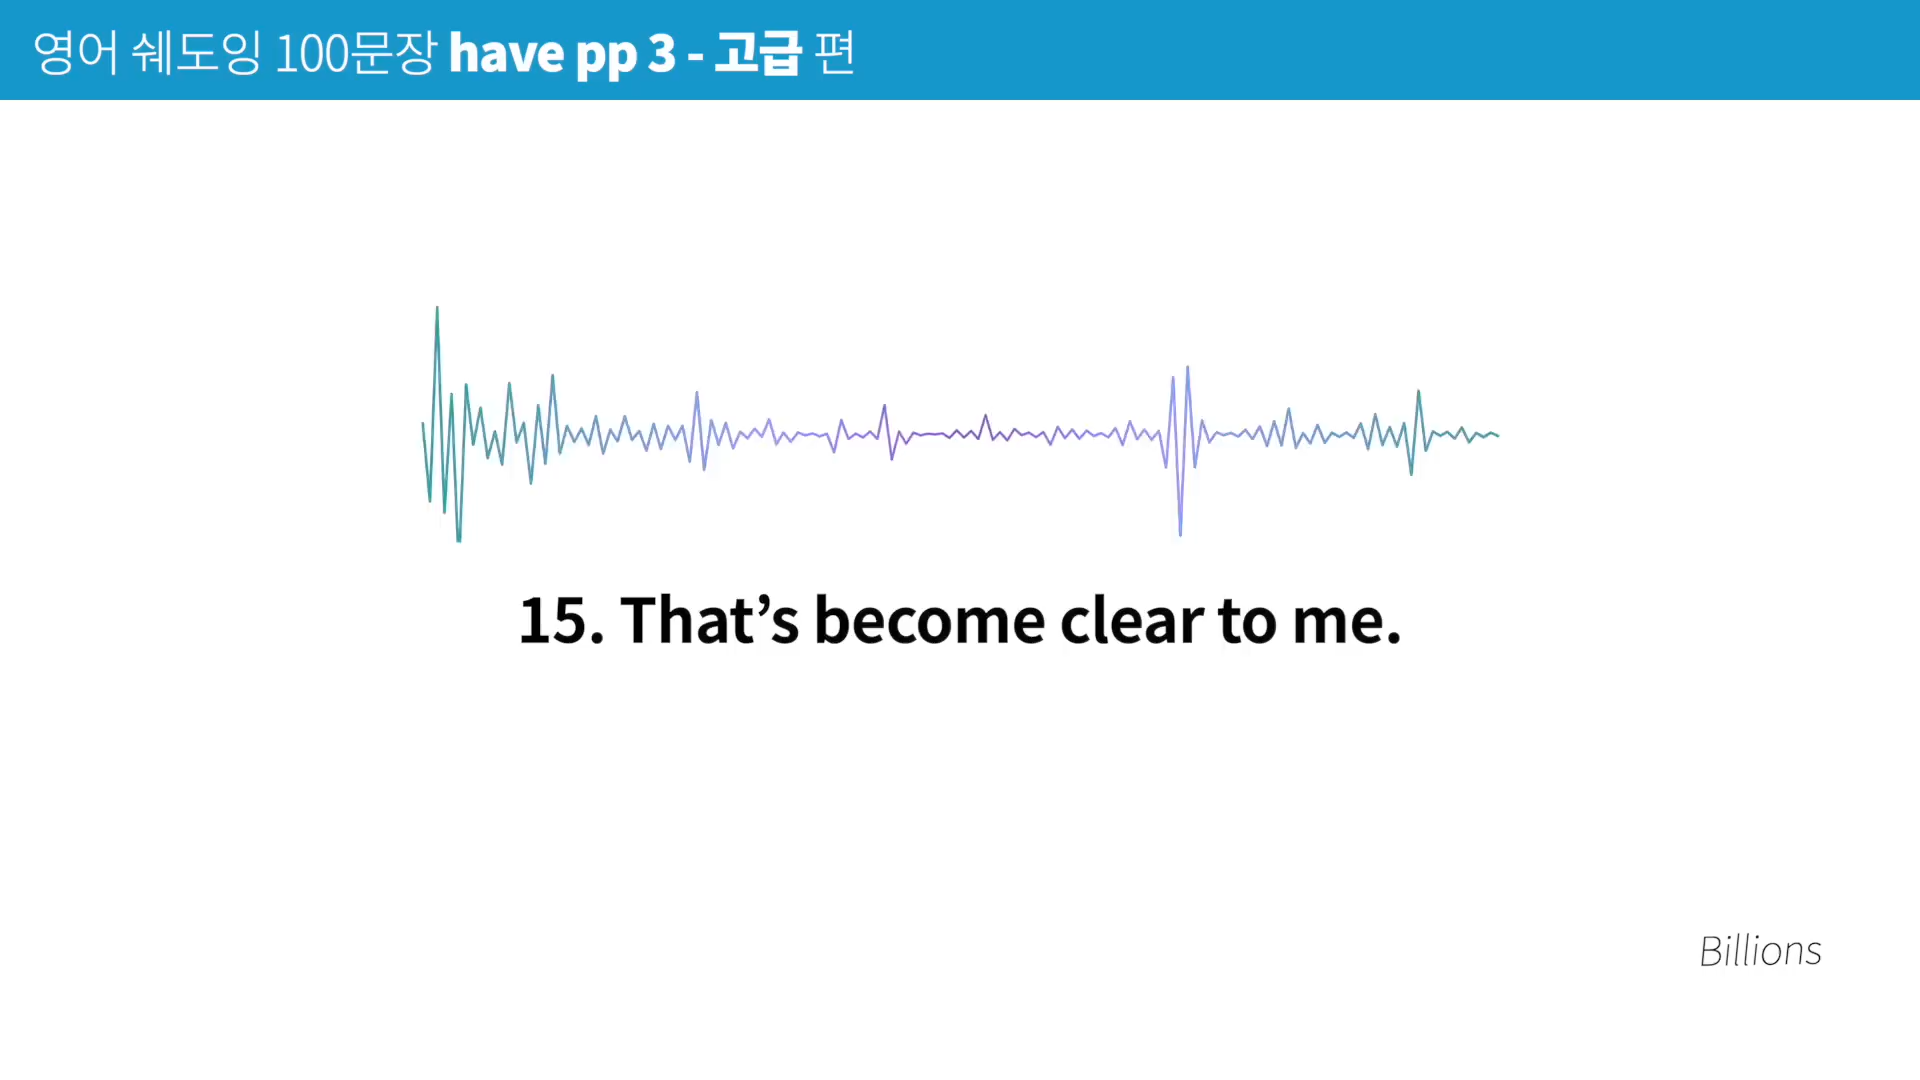 영어 쉐도잉 100문장 have pp 3 - 고급 편
15. That’s become clear to me.
Billions